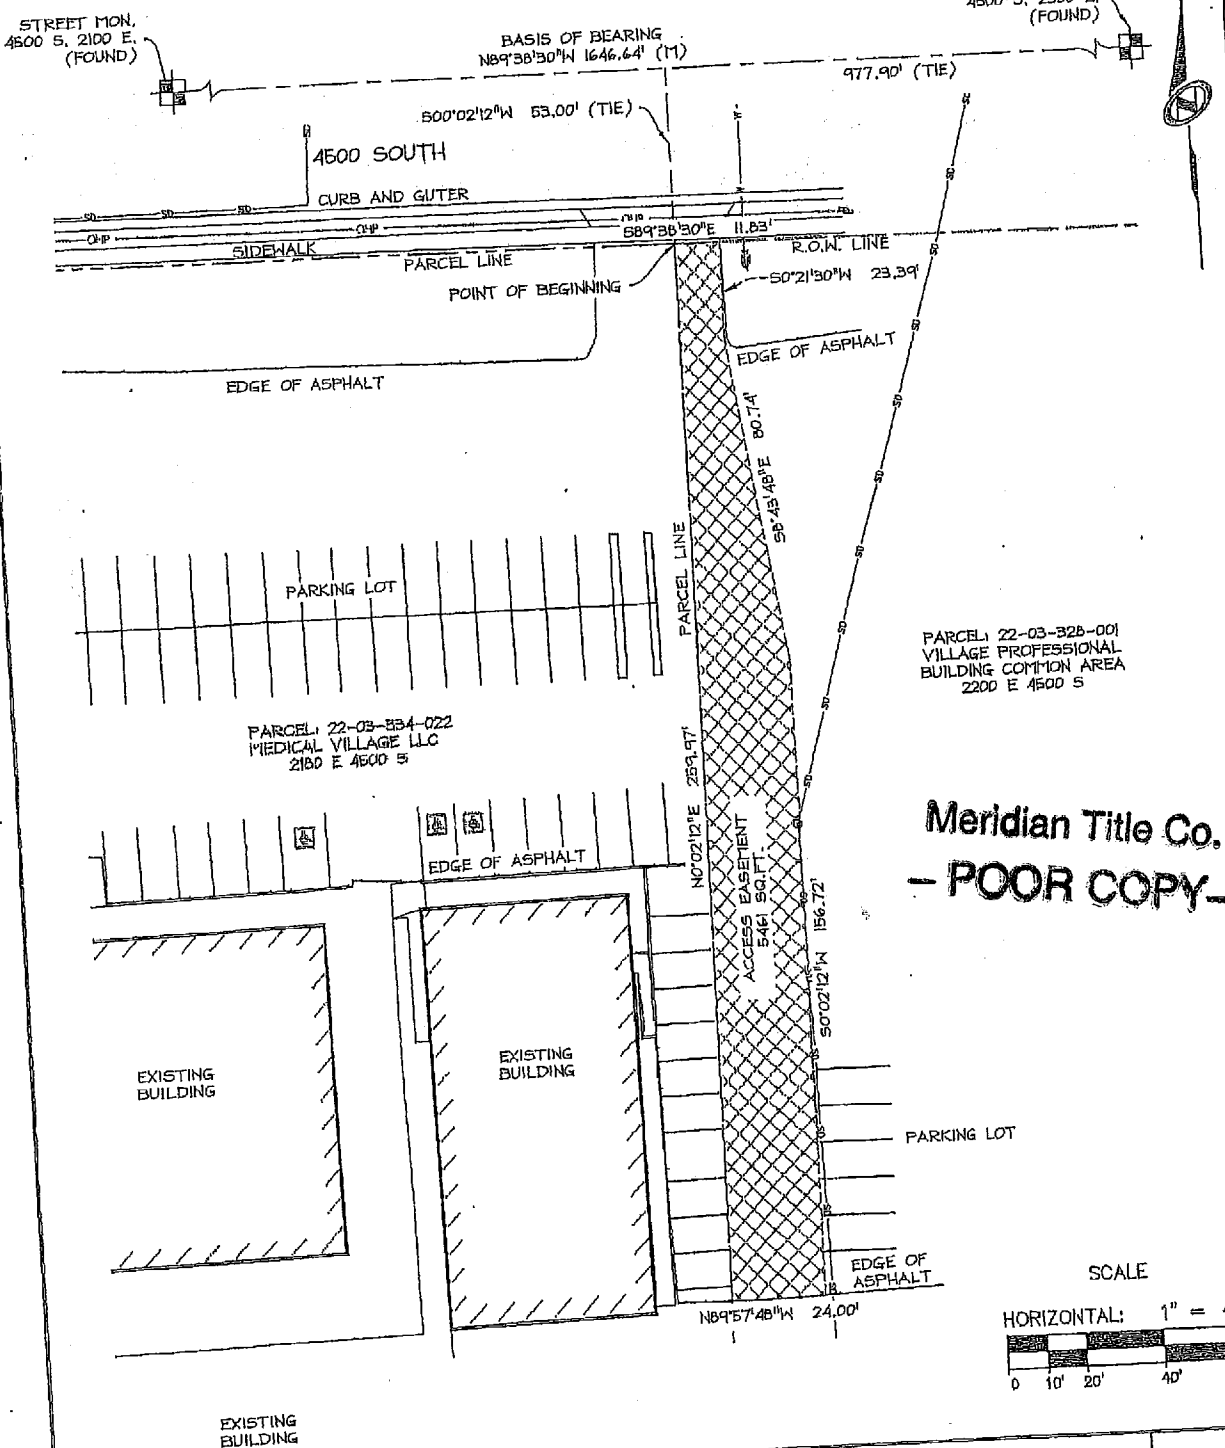 STREET MON.
4500 S. 2100 E.
(FOUND)
(FOUND)
BASIS OF BEARING
N89°38'30"W 1646.64' (M)
977.90' (TIE)
S00°02'12"W 53.00' (TIE)
4500 SOUTH
CURB AND GUTER
SD SD SD
OHP OHP OHP
S89°38'30"E 11.83'
SIDEWALK
PARCEL LINE
R.O.W. LINE
POINT OF BEGINNING
S0°21'30"W 23.39'
EDGE OF ASPHALT
EDGE OF ASPHALT
S8°43'48"E 80.74'
PARCEL LINE
PARKING LOT
PARCEL: 22-03-328-001
VILLAGE PROFESSIONAL
BUILDING COMMON AREA
2200 E 4500 S
PARCEL: 22-03-334-022
MEDICAL VILLAGE LLC
2180 E 4500 S
N0°02'12"E 259.97'
Meridian Title Co.
- POOR COPY-
EDGE OF ASPHALT
ACCESS EASEMENT
5461 SQ.FT.
S0°02'12"W 156.72'
EXISTING
BUILDING
EXISTING
BUILDING
PARKING LOT
EDGE OF
ASPHALT
N89°57'48"W 24.00'
SCALE
HORIZONTAL: 1" =
0 10' 20' 40'
EXISTING
BUILDING